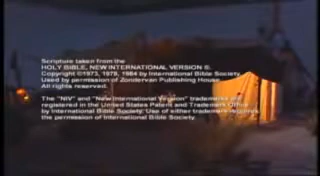 Scripture taken from the
HOLY BIBLE, NEW INTERNATIONAL VERSION ®.
Copyright ©1973, 1978, 1984 by International Bible Society.
Used by permission of Zondervan Publishing House.
All rights reserved.
The "NIV" and "New International Version" trademarks are
registered in the United States Patent and Trademark Office
by International Bible Society. Use of either trademark requires
the permission of International Bible Society.